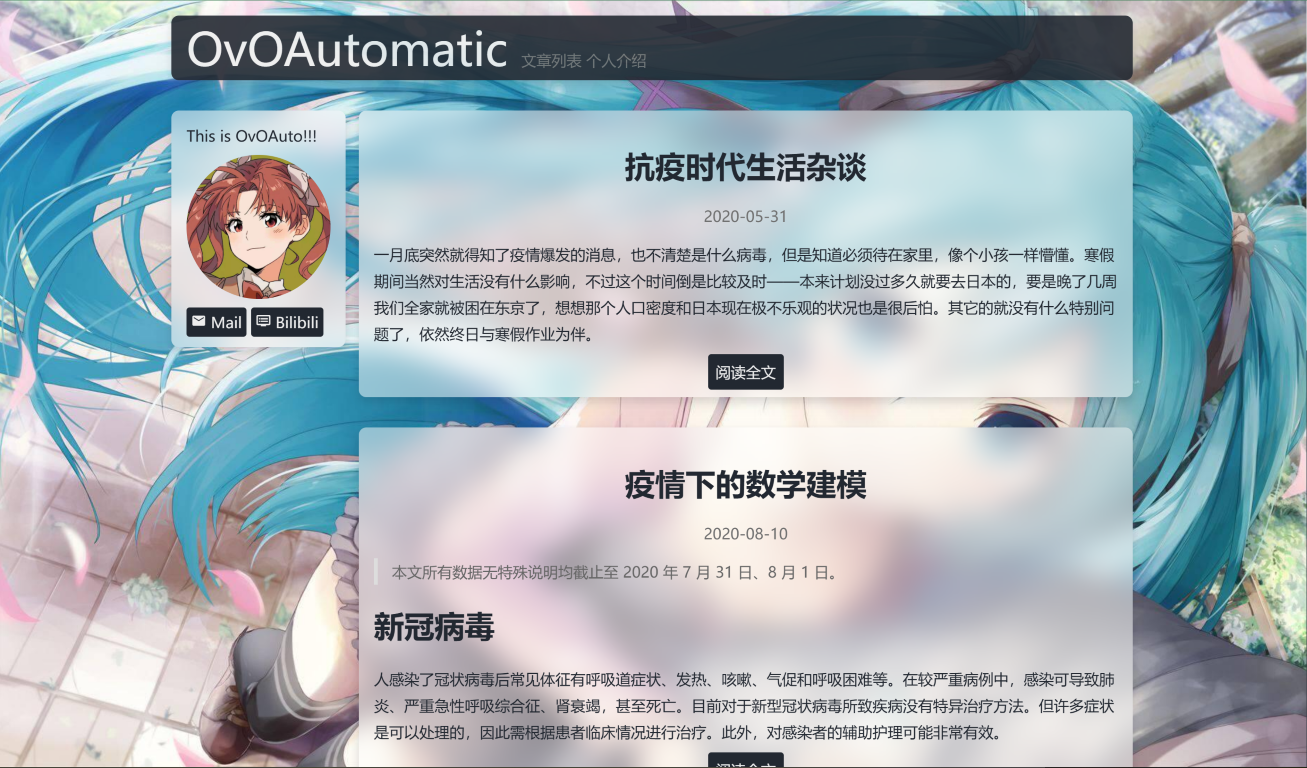 OvOAutomatic 文章列表 个人介绍
This is OvOAuto!!!
Mail Bilibili
抗疫时代生活杂谈
2020-05-31
一月底突然就得知了疫情爆发的消息，也不清楚是什么病毒，但是知道必须待在家里，像个小孩一样懵懂。寒假
期间当然对生活没有什么影响，不过这个时间倒是比较及时——本来计划没过多久就要去日本的，要是晚了几周
我们全家就被困在东京了，想想那个人口密度和日本现在极不乐观的状况也是很后怕。其它的就没有什么特别问
题了，依然终日与寒假作业为伴。
阅读全文
疫情下的数学建模
2020-08-10
本文所有数据无特殊说明均截止至 2020 年 7 月 31 日、8 月 1 日。
新冠病毒
人感染了冠状病毒后常见体征有呼吸道症状、发热、咳嗽、气促和呼吸困难等。在较严重病例中，感染可导致肺
炎、严重急性呼吸综合征、肾衰竭，甚至死亡。目前对于新型冠状病毒所致疾病没有特异治疗方法。但许多症状
是可以处理的，因此需根据患者临床情况进行治疗。此外，对感染者的辅助护理可能非常有效。
阅读全文